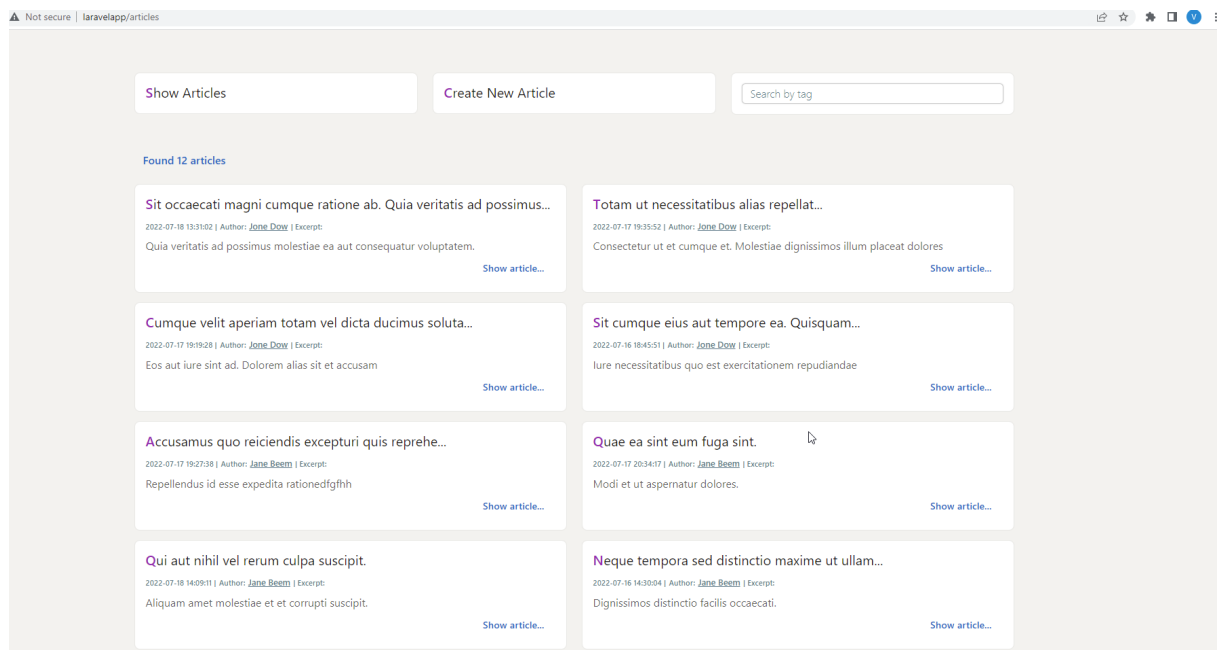 Not secure | laravelapp/articles
V
Show Articles
Create New Article
Search by tag
Found 12 articles
Sit occaecati magni cumque ratione ab. Quia veritatis ad possimus...
2022-07-18 13:31:02 | Author: Jone Dow | Excerpt:
Quia veritatis ad possimus molestiae ea aut consequatur voluptatem.
Show article...
Totam ut necessitatibus alias repellat...
2022-07-17 19:35:52 | Author: Jone Dow | Excerpt:
Consectetur ut et cumque et. Molestiae dignissimos illum placeat dolores
Show article...
Cumque velit aperiam totam vel dicta ducimus soluta...
2022-07-17 19:19:28 | Author: Jone Dow | Excerpt:
Eos aut iure sint ad. Dolorem alias sit et accusam
Show article...
Sit cumque eius aut tempore ea. Quisquam...
2022-07-16 18:45:51 | Author: Jone Dow | Excerpt:
Iure necessitatibus quo est exercitationem repudiandae
Show article...
Accusamus quo reiciendis excepturi quis reprehe...
2022-07-17 19:27:38 | Author: Jane Beem | Excerpt:
Repellendus id esse expedita rationedfgfhh
Show article...
Quae ea sint eum fuga sint.
2022-07-17 20:34:17 | Author: Jane Beem | Excerpt:
Modi et ut aspernatur dolores.
Show article...
Qui aut nihil vel rerum culpa suscipit.
2022-07-18 14:09:11 | Author: Jane Beem | Excerpt:
Aliquam amet molestiae et et corrupti suscipit.
Show article...
Neque tempora sed distinctio maxime ut ullam...
2022-07-16 14:30:04 | Author: Jane Beem | Excerpt:
Dignissimos distinctio facilis occaecati.
Show article...